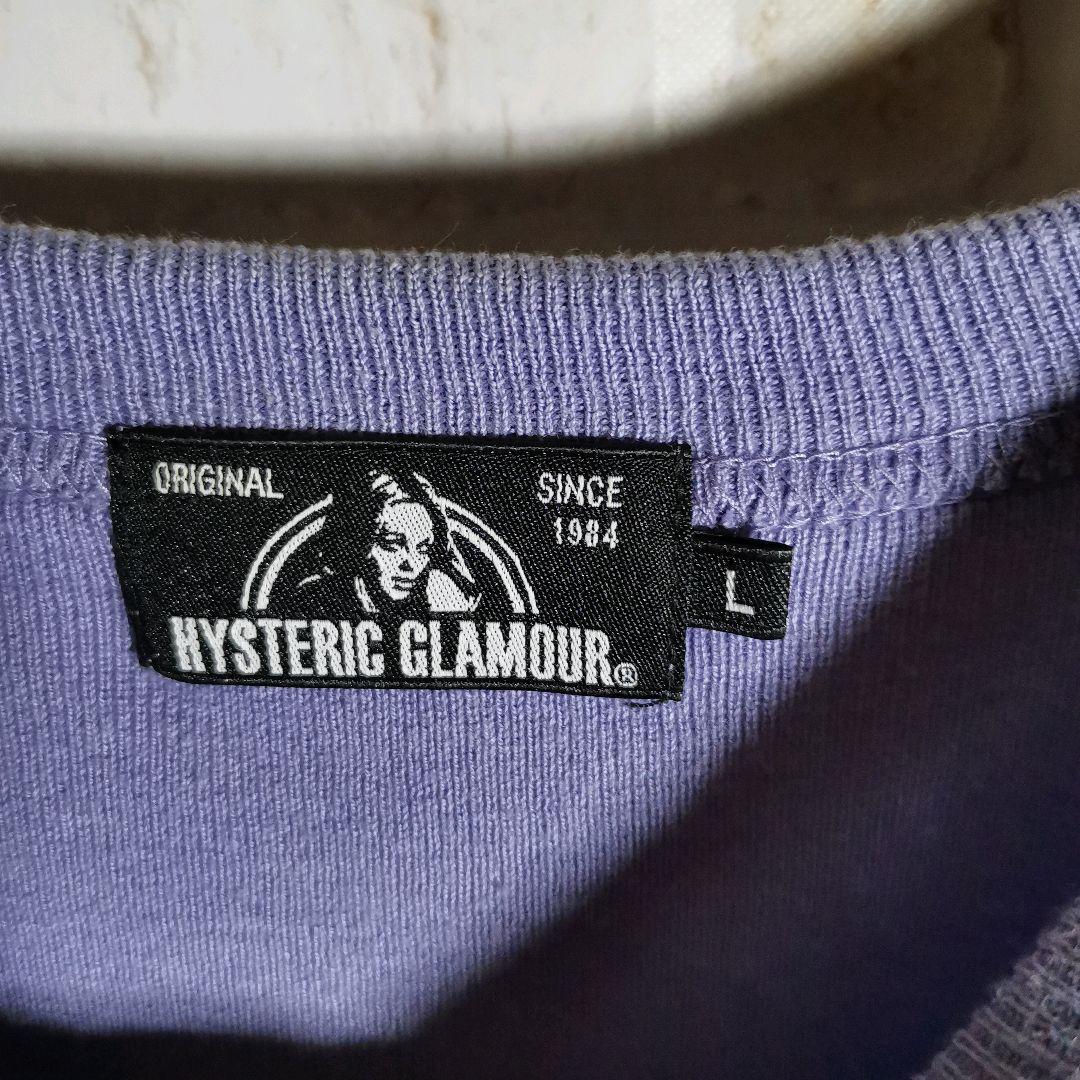 ORIGINAL
SINCE
1984
HYSTERIC GLAMOUR®
L